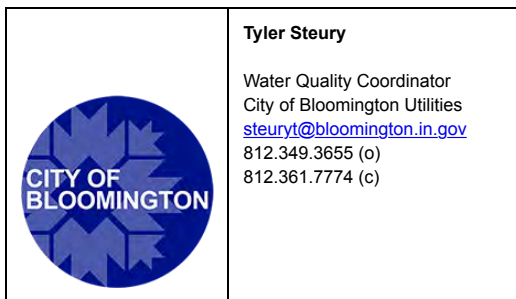 CITY OF
BLOOMINGTON
Tyler Steury
Water Quality Coordinator
City of Bloomington Utilities
steuryt@bloomington.in.gov
812.349.3655 (o)
812.361.7774 (c)